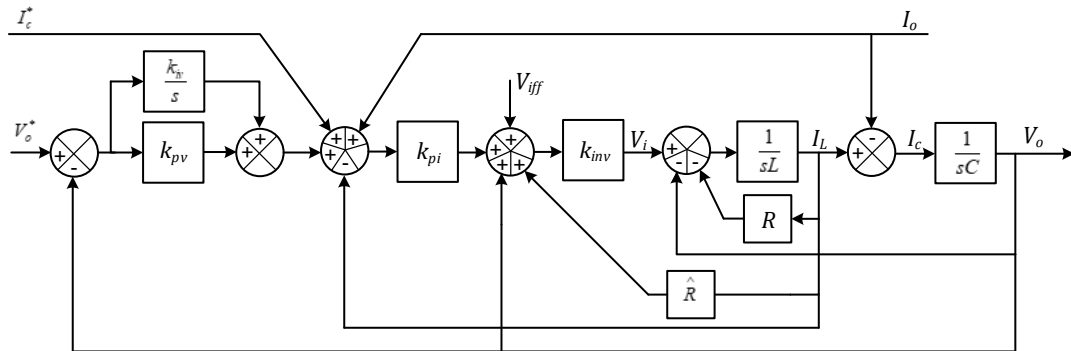 I_c^*
I_o
k_iv
s
V_iff
V_o^*
+
-
k_pv
+
+
+
+
+
-
k_pi
+
+
+
+
k_inv
V_i
+
-
-
1
sL
I_L
+
-
I_c
1
sC
V_o
R
R̂